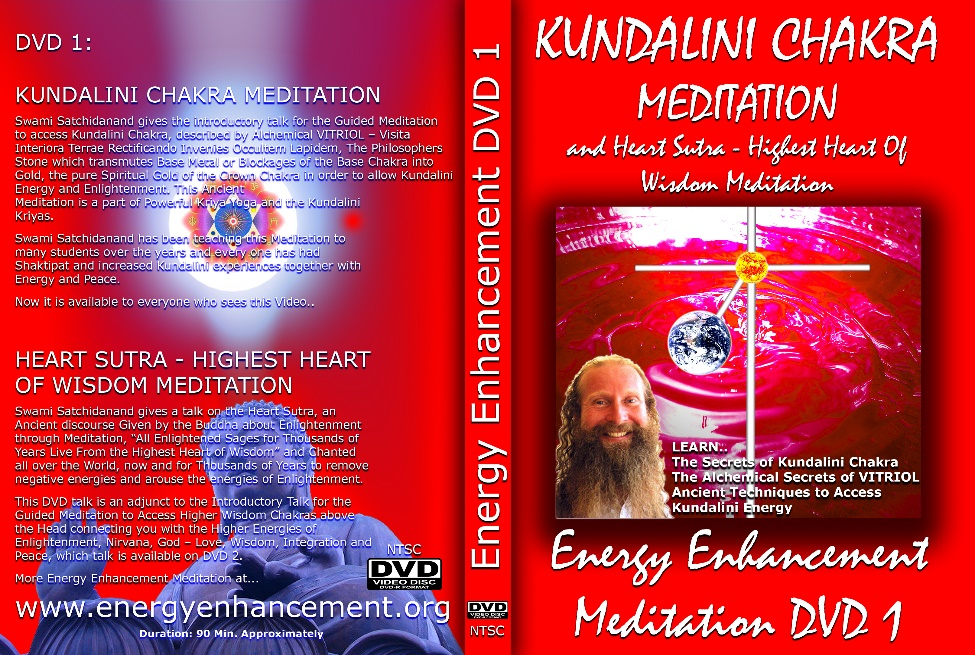 DVD 1:
KUNDALINI CHAKRA MEDITATION
Swami Satchidanand gives the introductory talk for the Guided Meditation
to access Kundalini Chakra, described by Alchemical VITRIOL – Visita
Interiora Terrae Rectificando Invenies Occultem Lapidem, The Philosophers
Stone which transmutes Base Metal or Blockages of the Base Chakra into
Gold, the pure Spiritual Gold of the Crown Chakra in order to allow Kundalini
Energy and Enlightenment. This Ancient
Meditation is a part of Powerful Kriya Yoga and the Kundalini
Kriyas.
Swami Satchidanand has been teaching this Meditation to
many students over the years and every one has had
Shaktipat and increased Kundalini experiences together with
Energy and Peace.
Now it is available to everyone who sees this Video..
HEART SUTRA - HIGHEST HEART
OF WISDOM MEDITATION
Swami Satchidanand gives a talk on the Heart Sutra, an
Ancient discourse Given by the Buddha about Enlightenment
through Meditation, “All Enlightened Sages for Thousands of
Years Live From the Highest Heart of Wisdom” and Chanted
all over the World, now and for Thousands of Years to remove
negative energies and arouse the energies of Enlightenment.
This DVD talk is an adjunct to the Introductory Talk for the
Guided Meditation to Access Higher Wisdom Chakras above
the Head connecting you with the Higher Energies of
Enlightenment, Nirvana, God – Love, Wisdom, Integration and
Peace, which talk is available on DVD 2.
More Energy Enhancement Meditation at...
NTSC
DVD
VIDEO DISC
DVD-R FORMAT
www.energyenhancement.org
Duration: 90 Min. Approximately
Energy Enhancement DVD 1
DVD
VIDEO DISC
NTSC
KUNDALINI CHAKRA
MEDITATION
and Heart Sutra - Highest Heart Of
Wisdom Meditation
LEARN..
The Secrets of Kundalini Chakra
The Alchemical Secrets of VITRIOL
Ancient Techniques to Access
Kundalini Energy
Energy Enhancement
Meditation DVD 1